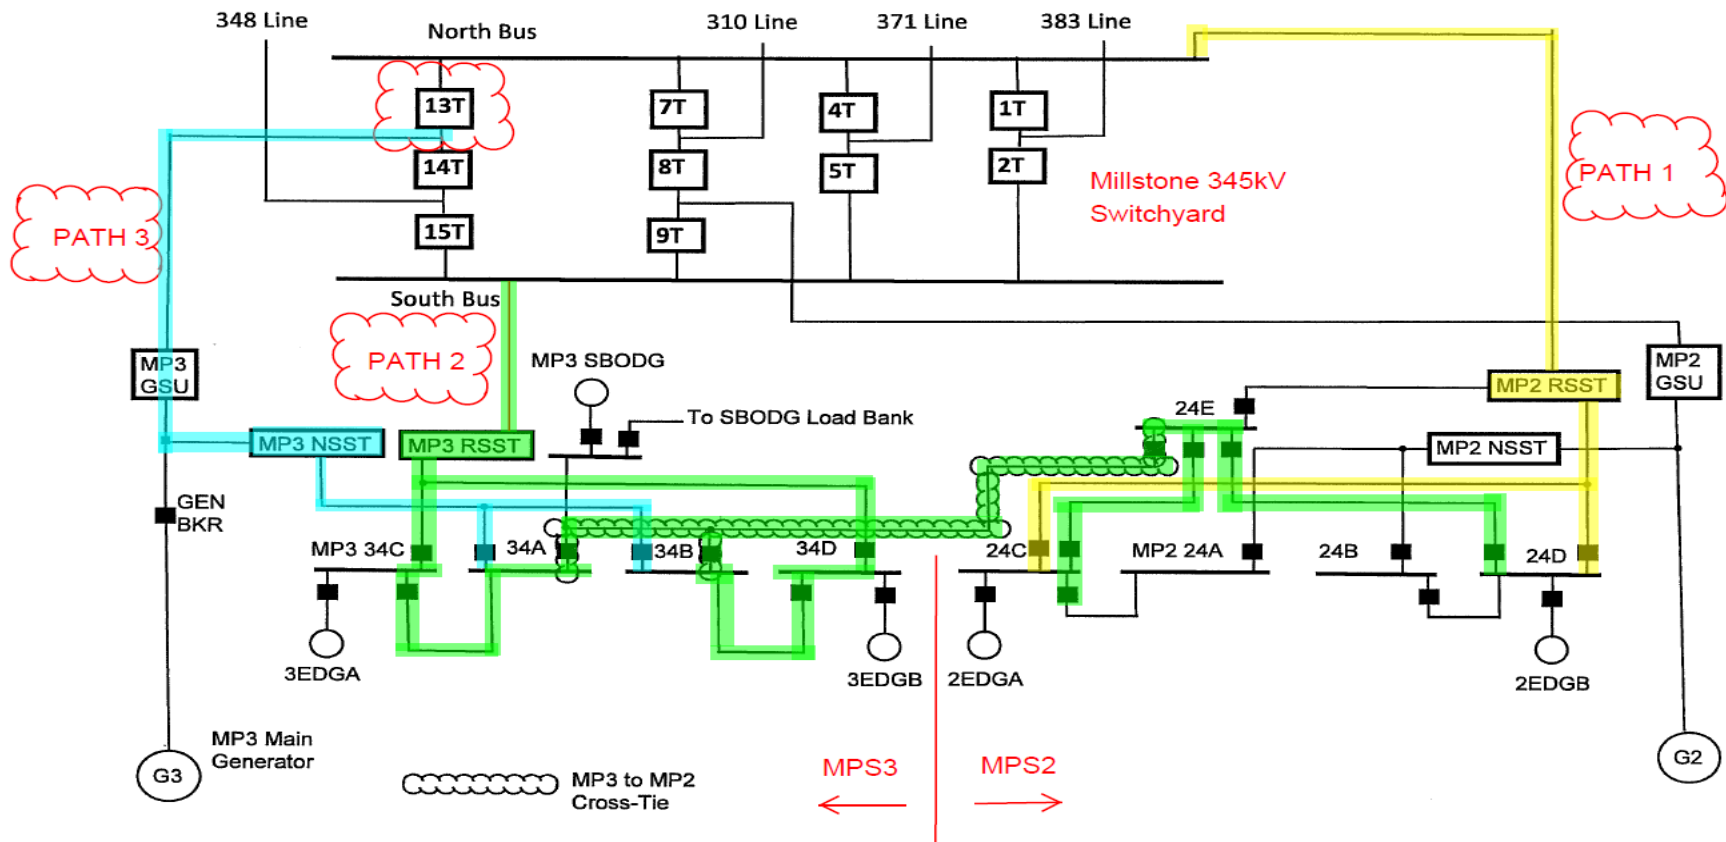 348 Line
310 Line
371 Line
383 Line
North Bus
13T
7T
4T
1T
14T
8T
5T
2T
15T
9T
Millstone 345kV
Switchyard
PATH 1
PATH 3
South Bus
PATH 2
MP3
GSU
MP3 SBODG
To SBODG Load Bank
MP2 RSST
MP2
GSU
24E
MP3 NSST
MP3 RSST
MP2 NSST
GEN
BKR
MP3 34C
34A
34B
34D
24C
MP2 24A
24B
24D
3EDGA
3EDGB
2EDGA
2EDGB
MP3 Main
Generator
G3
G2
MP3 to MP2
Cross-Tie
MPS3
MPS2